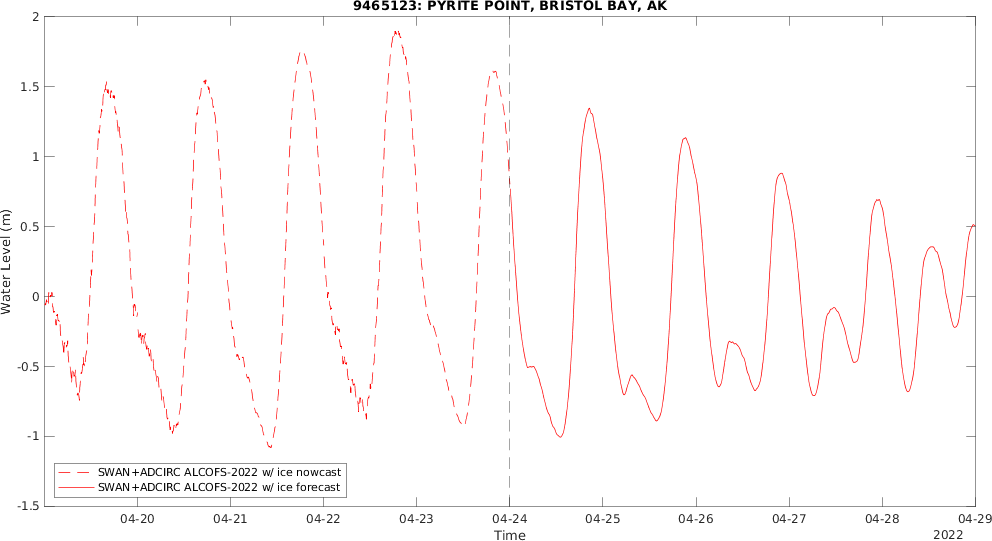 9465123: PYRITE POINT, BRISTOL BAY, AK
Water Level (m)
2
1.5
1
0.5
0
-0.5
-1
-1.5
SWAN+ADCIRC ALCOFS-2022 w/ ice nowcast
SWAN+ADCIRC ALCOFS-2022 w/ ice forecast
04-20 04-21 04-22 04-23 04-24 04-25 04-26 04-27 04-28 04-29
Time
2022